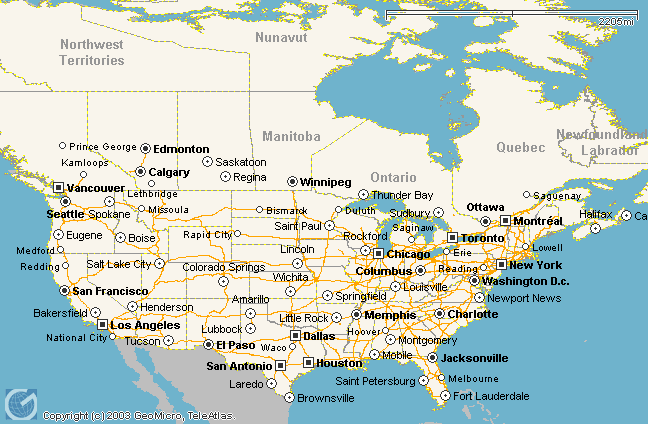 2205mi
Nunavut
Northwest
Territories
Manitoba
Newfoundland
Labrador
Quebec
Prince George
Edmonton
Saskatoon
Kamloops
Calgary
Regina
Winnipeg
Ontario
Vancouver
Lethbridge
Thunder Bay
Saguenay
Seattle
Spokane
Missoula
Bismarck
Duluth
Sudbury
Ottawa
Montréal
Halifax
Ca
Eugene
Boise
Rapid City
Saint Paul
Saginaw
Toronto
Lowell
Medford
Lincoln
Rockford
Chicago
Erie
Redding
Salt Lake City
Colorado Springs
Columbus
Reading
New York
Wichita
Louisville
Washington D.c.
San Francisco
Amarillo
Springfield
Newport News
Bakersfield
Henderson
Little Rock
Memphis
Charlotte
Los Angeles
Lubbock
Hoover
National City
Tucson
El Paso
Dallas
Waco
Montgomery
Mobile
Jacksonville
San Antonio
Houston
Laredo
Saint Petersburg
Melbourne
Brownsville
Fort Lauderdale
Copyright (c) 2003 GeoMicro, TeleAtlas.